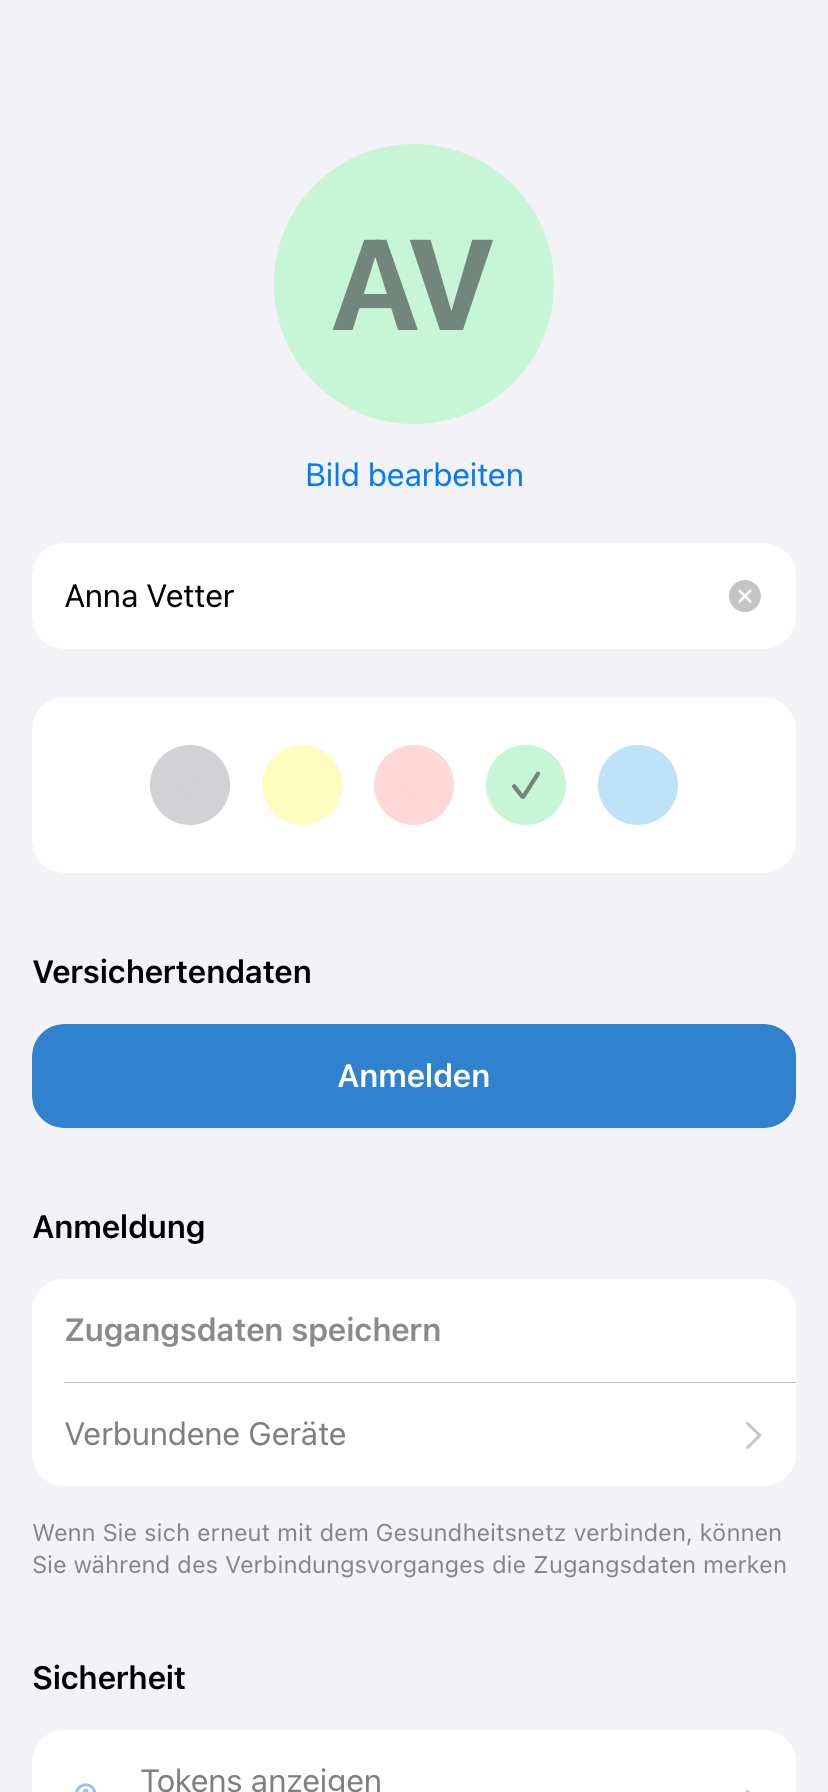 AV
Bild bearbeiten
Anna Vetter
Versichertendaten
Anmelden
Anmeldung
Zugangsdaten speichern
Verbundene Geräte
Wenn Sie sich erneut mit dem Gesundheitsnetz verbinden, können
Sie während des Verbindungsvorganges die Zugangsdaten merken
Sicherheit
Tokens anzeigen